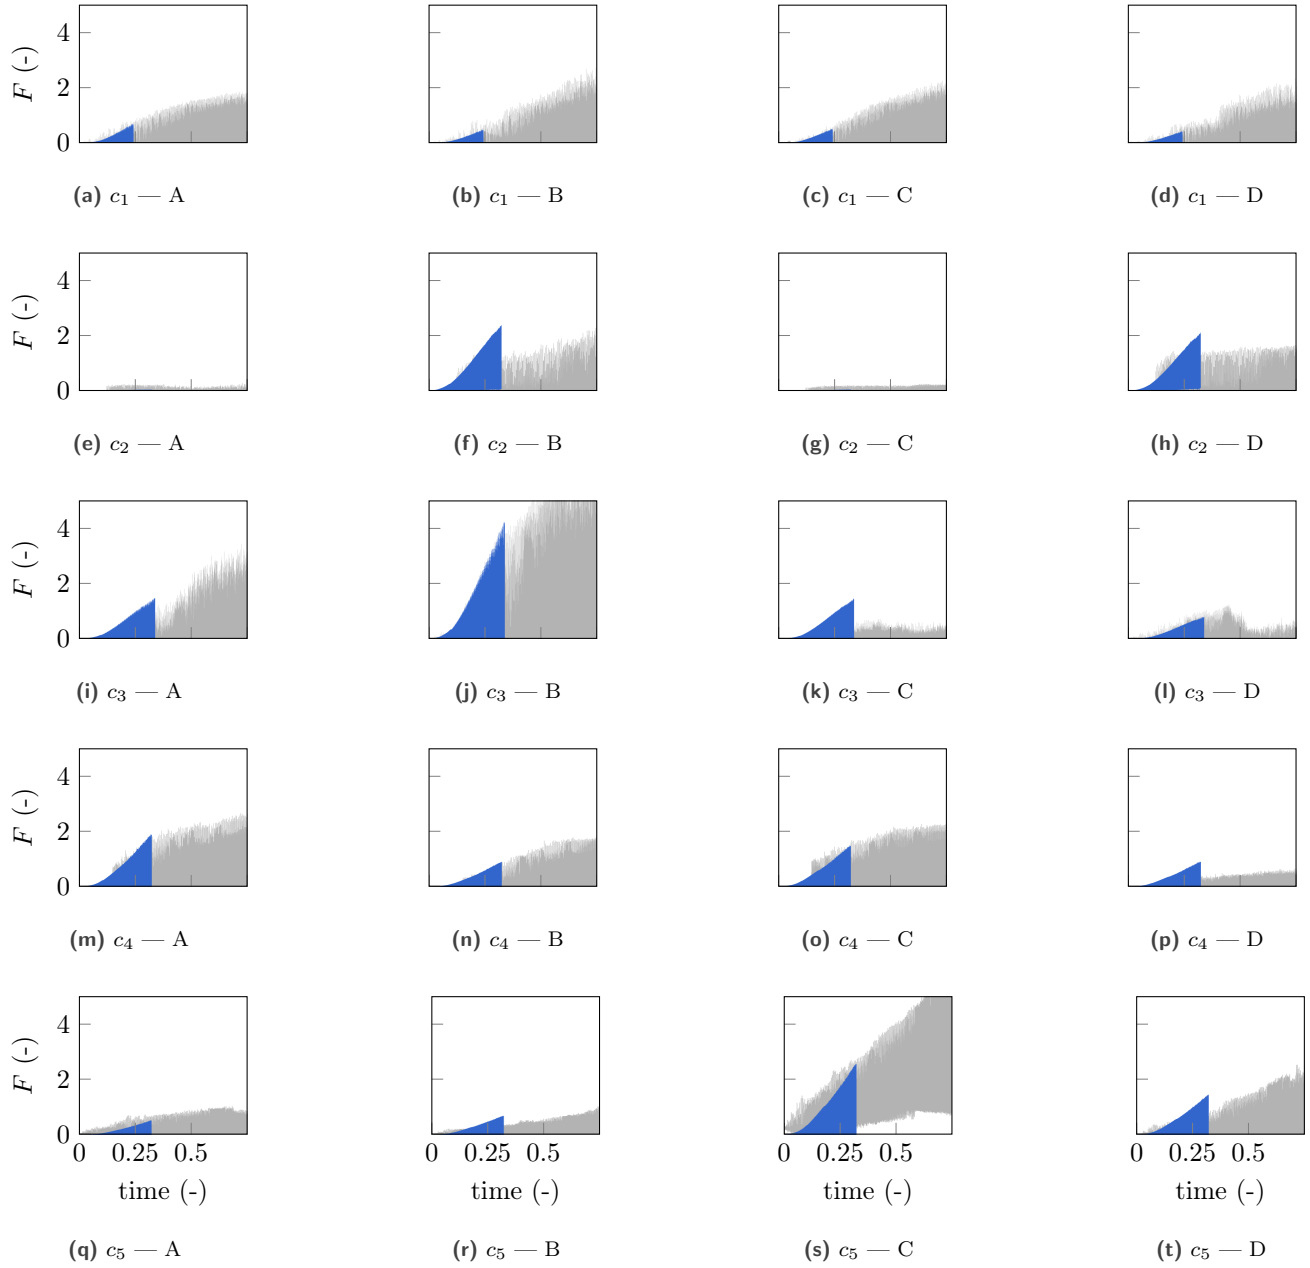 4
2
0
F (-)
(a) c₁ — A
(b) c₁ — B
(c) c₁ — C
(d) c₁ — D
4
2
0
F (-)
(e) c₂ — A
(f) c₂ — B
(g) c₂ — C
(h) c₂ — D
4
2
0
F (-)
(i) c₃ — A
(j) c₃ — B
(k) c₃ — C
(l) c₃ — D
4
2
0
F (-)
(m) c₄ — A
(n) c₄ — B
(o) c₄ — C
(p) c₄ — D
4
2
0
F (-)
0 0.25 0.5
0 0.25 0.5
0 0.25 0.5
0 0.25 0.5
time (-)
time (-)
time (-)
time (-)
(q) c₅ — A
(r) c₅ — B
(s) c₅ — C
(t) c₅ — D